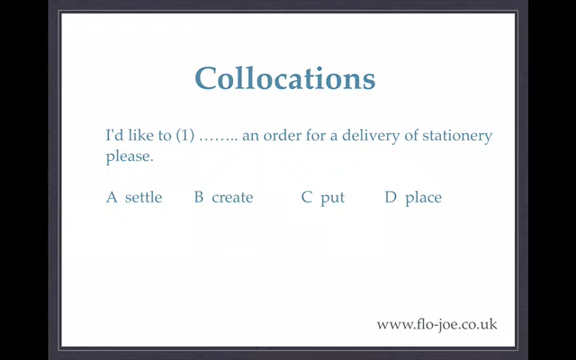 Collocations
I'd like to (1) …….. an order for a delivery of stationery
please.
A settle B create C put D place
www.flo-joe.co.uk